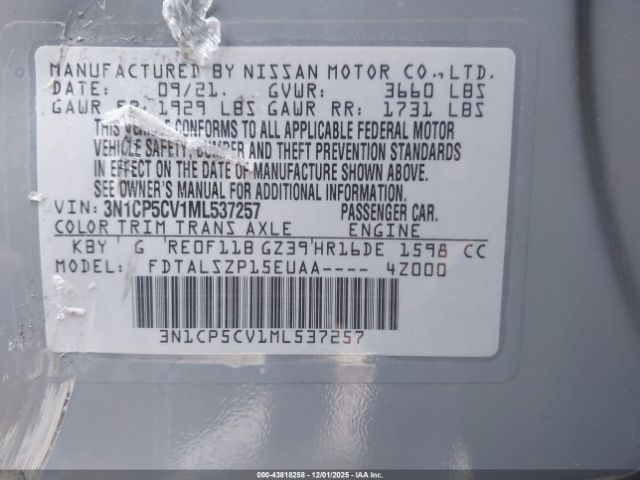 MANUFACTURED BY NISSAN MOTOR CO., LTD.
DATE: 09/21. GVWR: 3660 LBS
GAWR FR: 1929 LBS GAWR RR: 1731 LBS
THIS VEHICLE CONFORMS TO ALL APPLICABLE FEDERAL MOTOR
VEHICLE SAFETY, BUMPER AND THEFT PREVENTION STANDARDS
IN EFFECT ON THE DATE OF MANUFACTURE SHOWN ABOVE.
SEE OWNER'S MANUAL FOR ADDITIONAL INFORMATION.
VIN: 3N1CP5CV1ML537257 PASSENGER CAR.
COLOR TRIM TRANS AXLE ENGINE
KBY G RE0F11B GZ39 HR16DE 1598 CC
MODEL: FDTALSZP15EUAA---- 4Z000
3N1CP5CV1ML537257
000-43818258 • 12/01/2025 • IAA Inc.